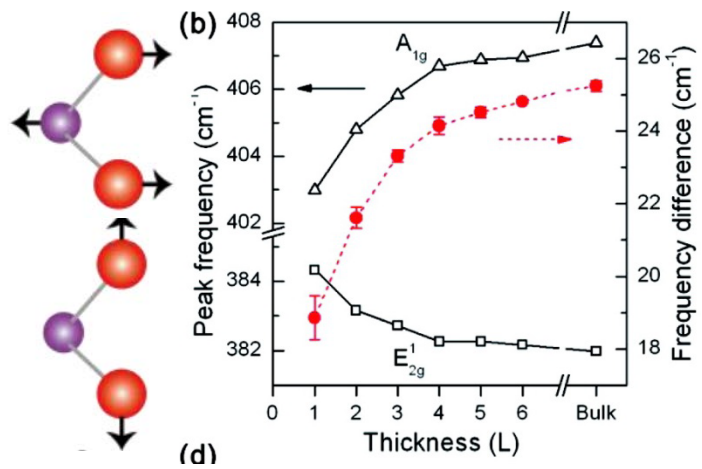 (b)
A1g
E¹2g
Peak frequency (cm⁻¹)
408
406
404
402
384
382
Frequency difference (cm⁻¹)
26
24
22
20
18
0 1 2 3 4 5 6 Bulk
Thickness (L)
(d)